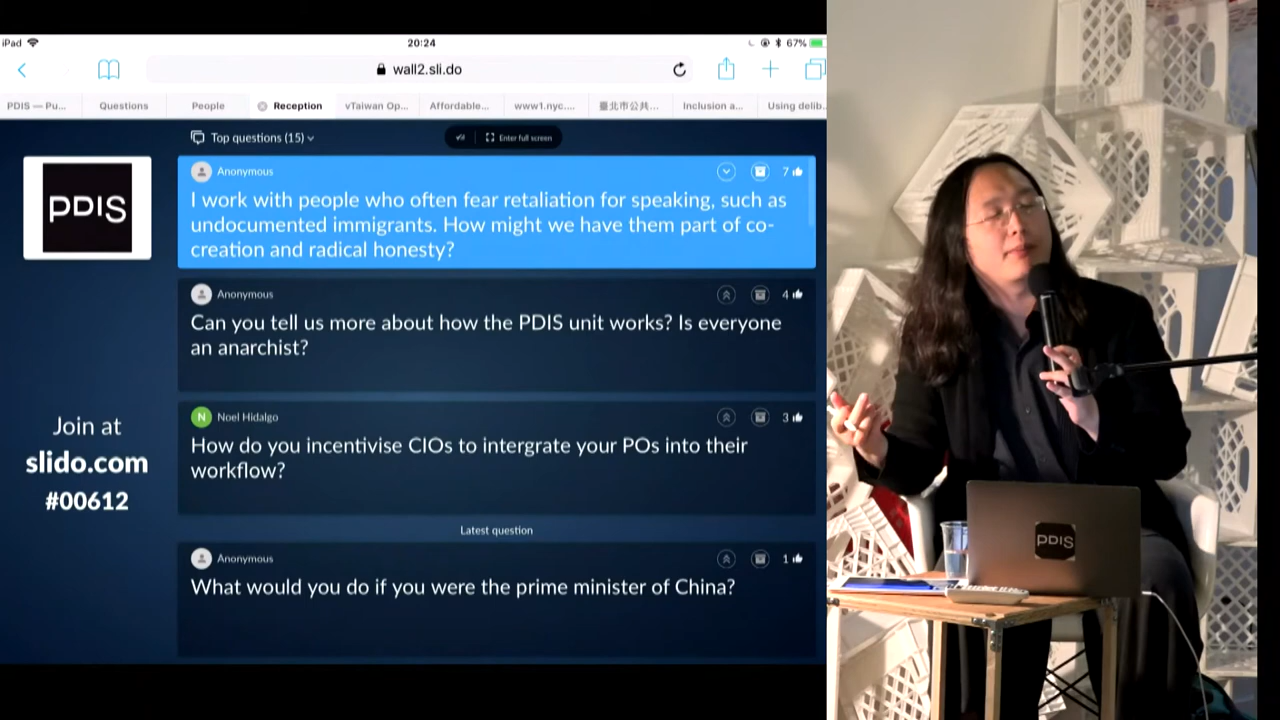 iPad
20:24
67%
wall2.sli.do
PDIS — Pu...
Questions
People
Reception
vTaiwan Op...
Affordable...
www1.nyc....
臺北市公共...
Inclusion a...
Using delib..
Top questions (15)
Enter full screen
PDIS
Anonymous
7
I work with people who often fear retaliation for speaking, such as
undocumented immigrants. How might we have them part of co-
creation and radical honesty?
Anonymous
4
Can you tell us more about how the PDIS unit works? Is everyone
an anarchist?
N Noel Hidalgo
3
How do you incentivise CIOs to intergrate your POs into their
workflow?
Latest question
Anonymous
1
What would you do if you were the prime minister of China?
Join at
slido.com
#00612
PDIS